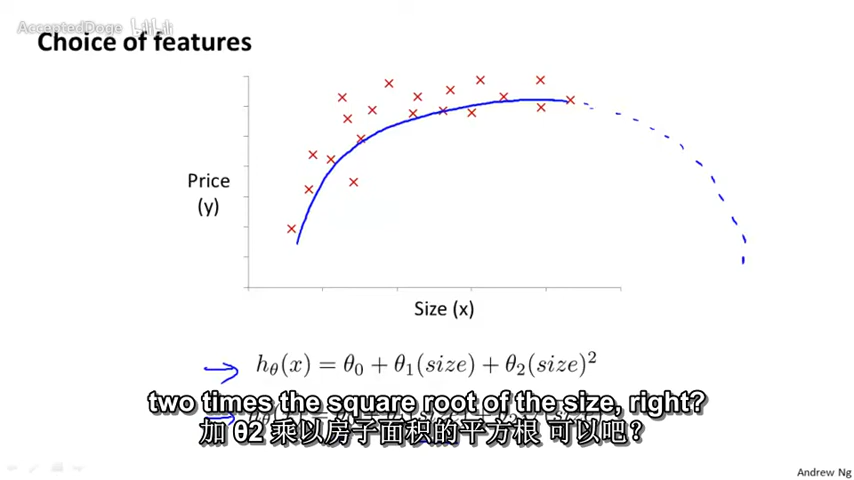 AcceptedDoge bilibili
Choice of features
Price
(y)
Size (x)
hθ(x) = θ0 + θ1(size) + θ2(size)²
two times the square root of the size, right?
加 θ2 乘以房子面积的平方根 可以吧？
Andrew Ng